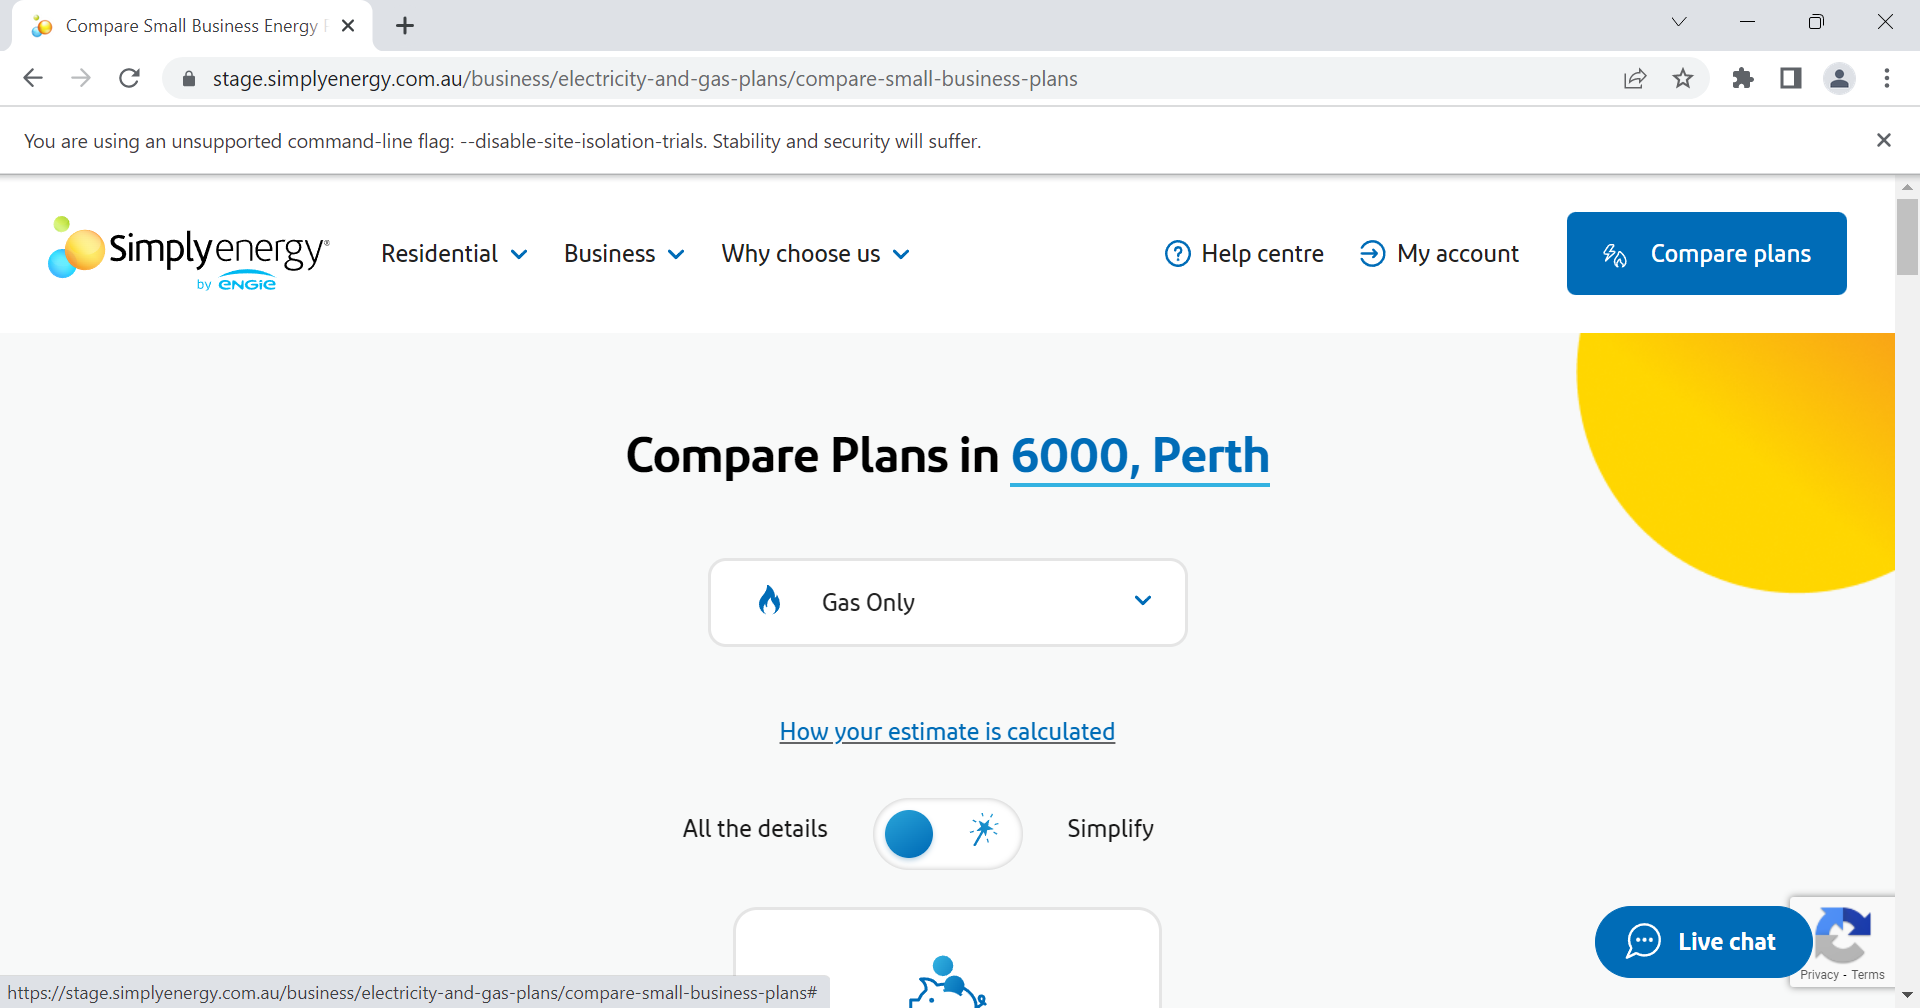 Compare Small Business Energy
stage.simplyenergy.com.au/business/electricity-and-gas-plans/compare-small-business-plans
You are using an unsupported command-line flag: --disable-site-isolation-trials. Stability and security will suffer.
Simplyenergy®
by ENGIE
Residential
Business
Why choose us
Help centre
My account
Compare plans
Compare Plans in 6000, Perth
Gas Only
How your estimate is calculated
All the details
Simplify
Live chat
Privacy - Terms
https://stage.simplyenergy.com.au/business/electricity-and-gas-plans/compare-small-business-plans#